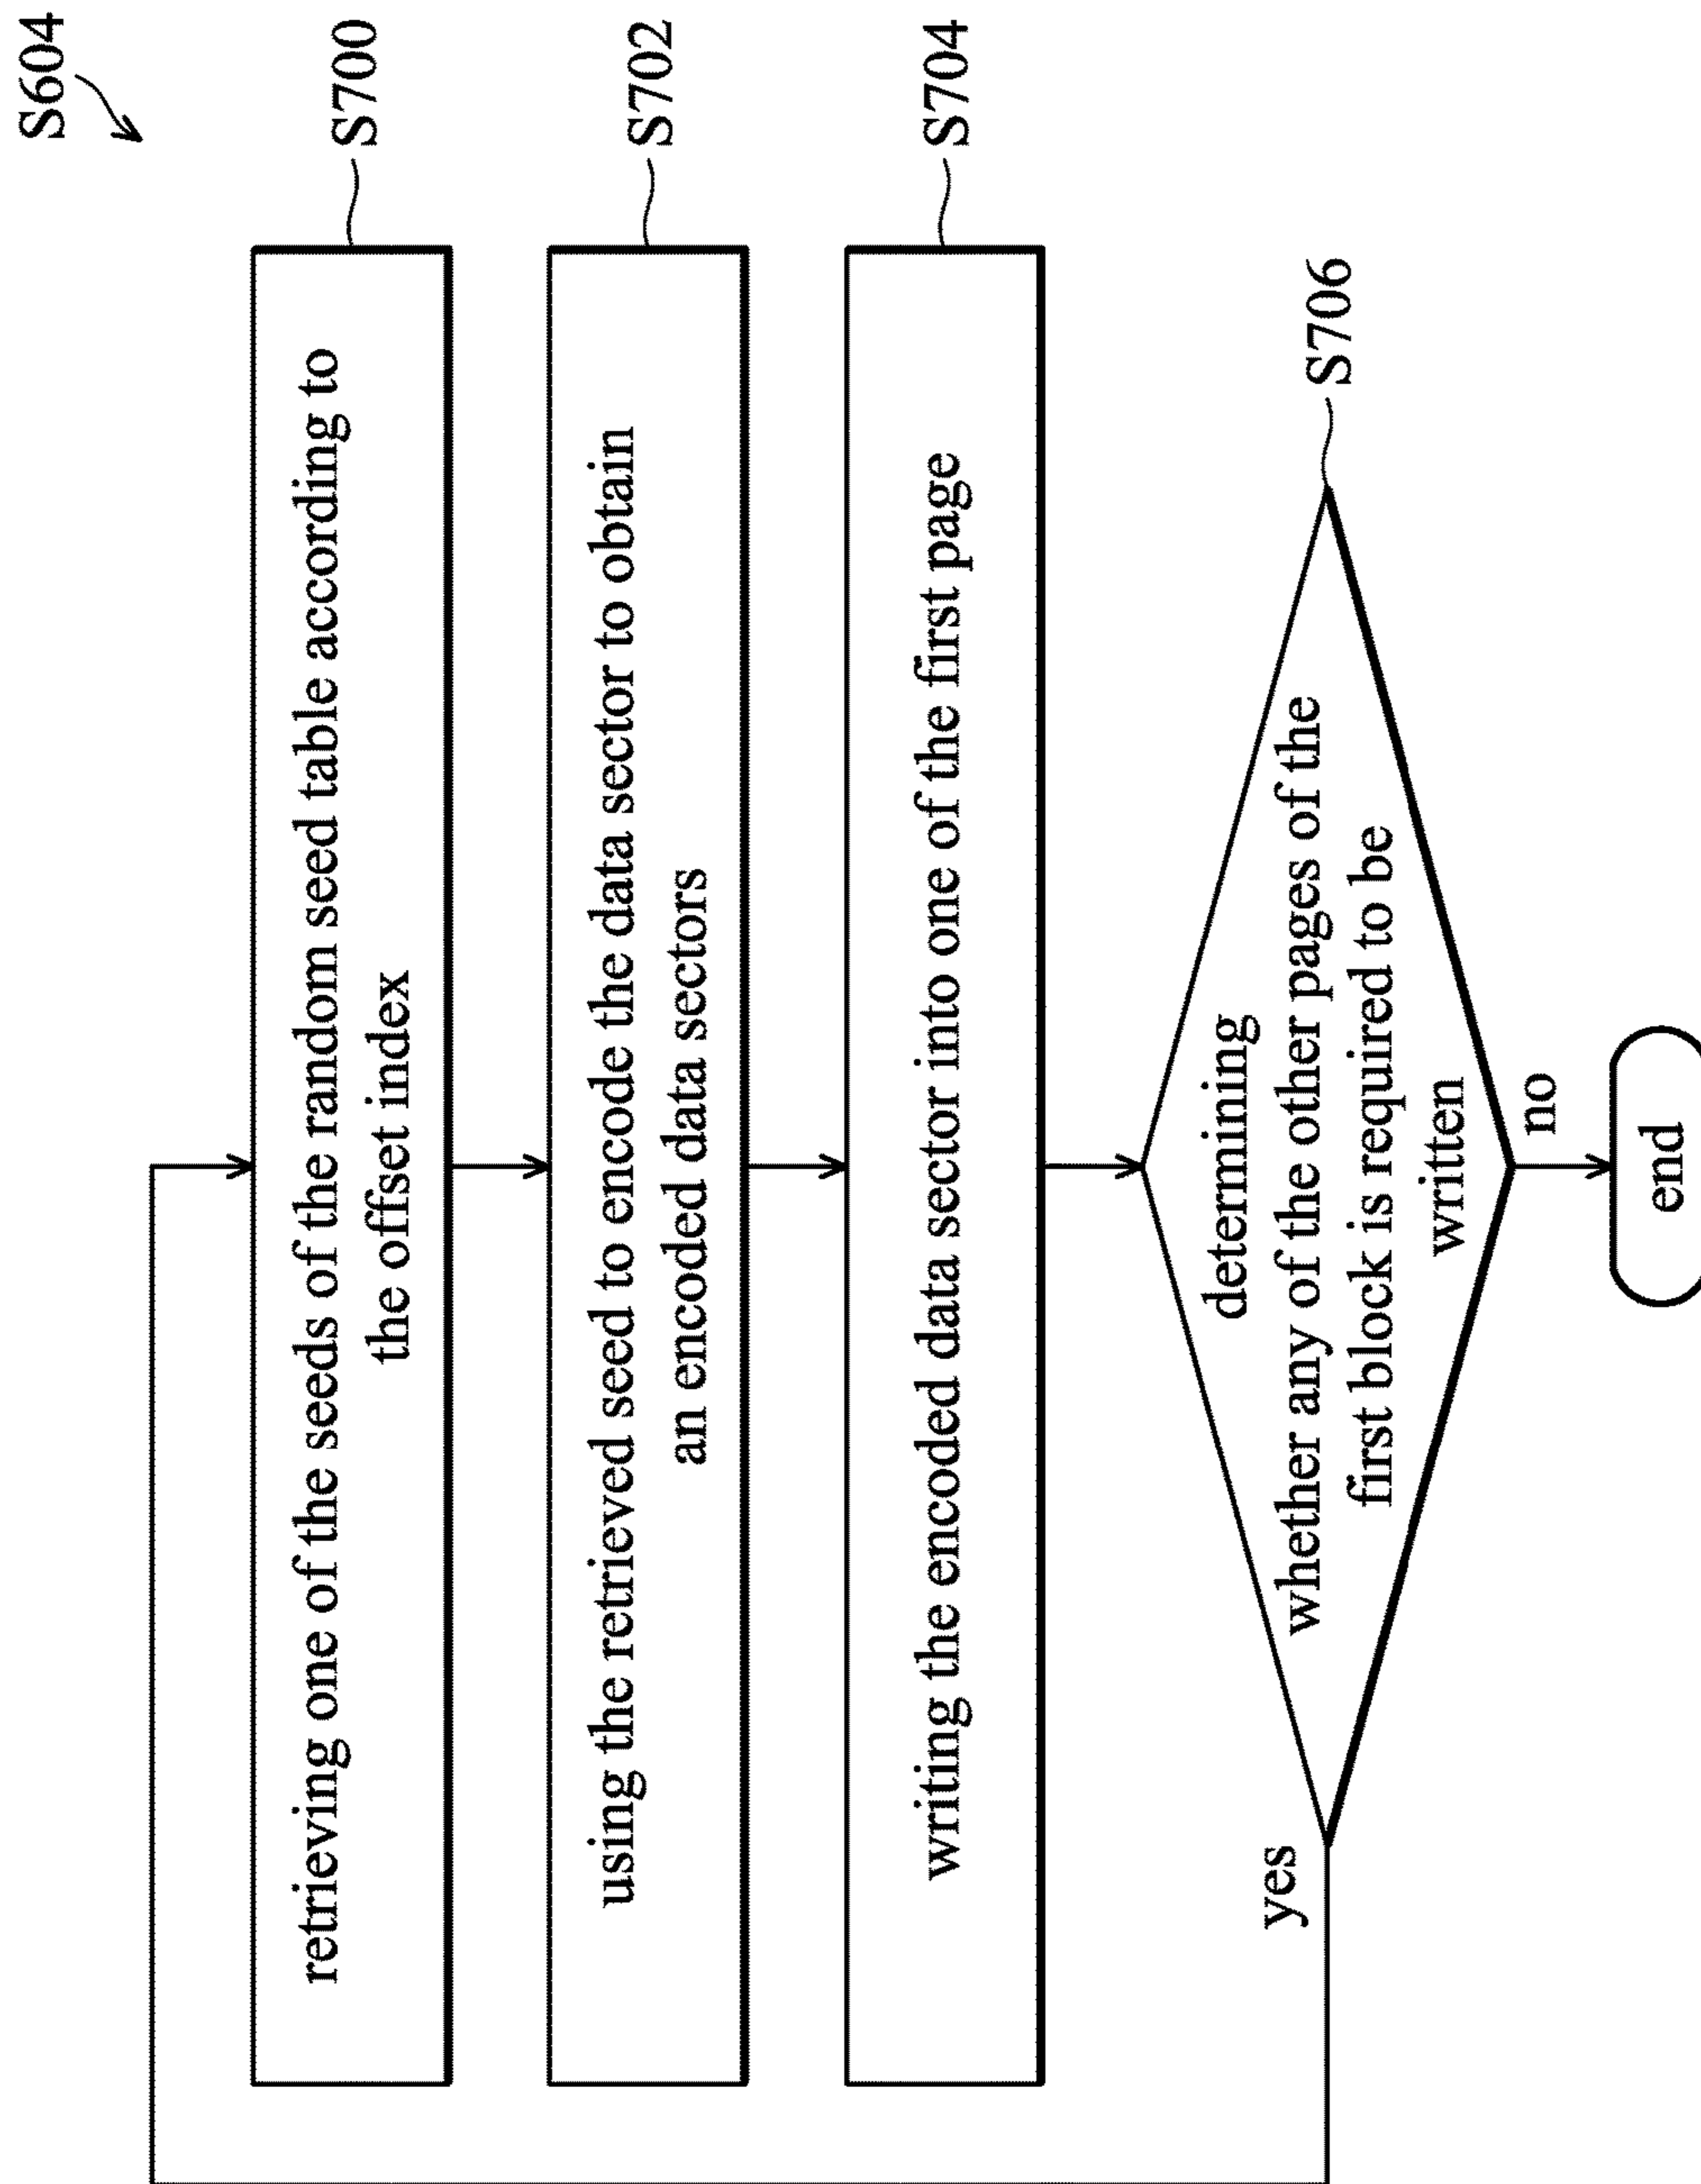 S604
retrieving one of the seeds of the random seed table according to
the offset index
S700
using the retrieved seed to encode the data sector to obtain
an encoded data sectors
S702
writing the encoded data sector into one of the first page
S704
determining
whether any of the other pages of the
first block is required to be
written
S706
yes
no
end